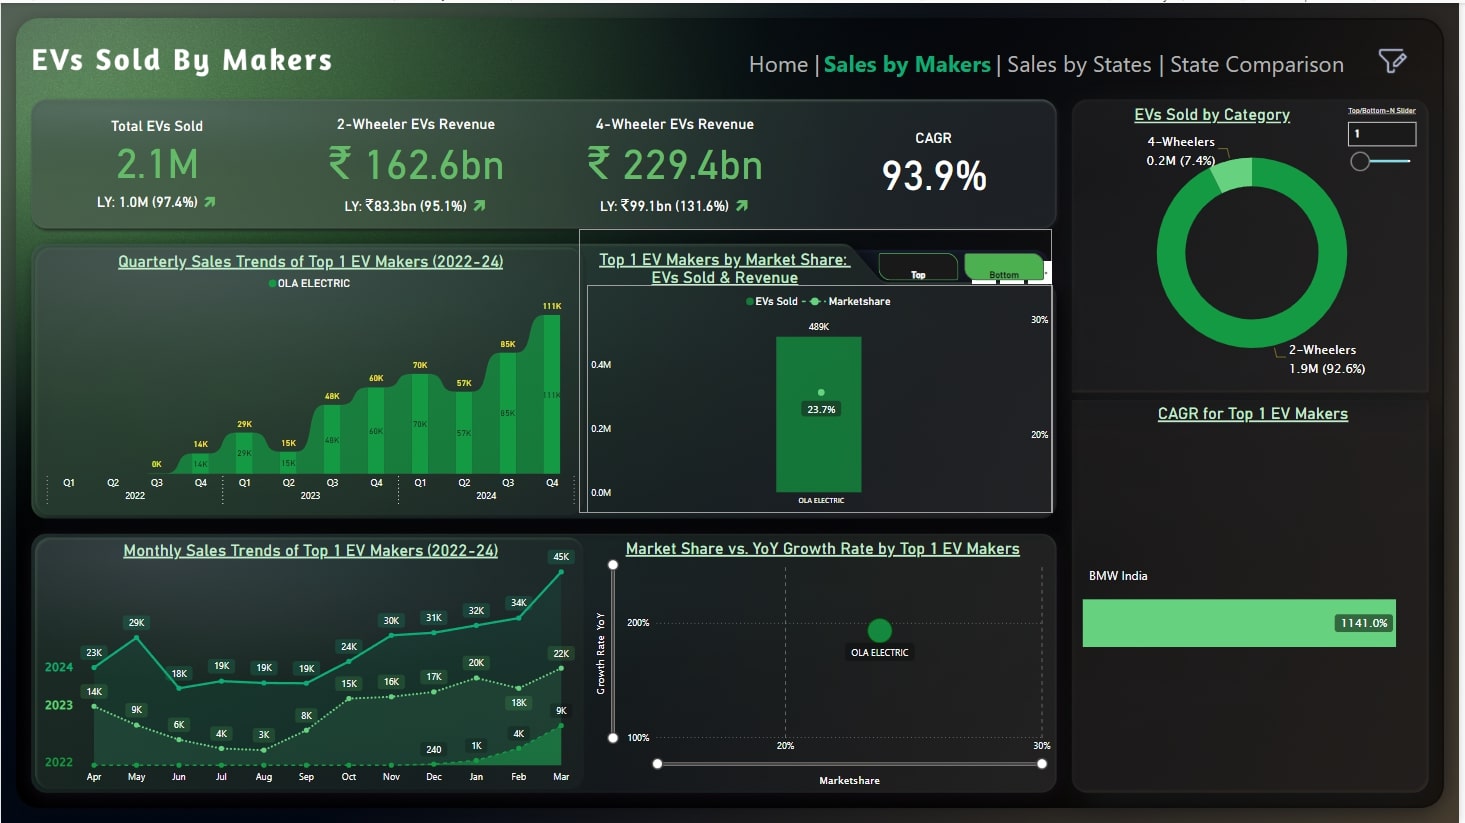 EVs Sold By Makers
Home | Sales by Makers | Sales by States | State Comparison
Total EVs Sold
2.1M
LY: 1.0M (97.4%)
2-Wheeler EVs Revenue
₹ 162.6bn
LY: ₹83.3bn (95.1%)
4-Wheeler EVs Revenue
₹ 229.4bn
LY: ₹99.1bn (131.6%)
CAGR
93.9%
EVs Sold by Category
Top/Bottom-N Slider
1
4-Wheelers
0.2M (7.4%)
2-Wheelers
1.9M (92.6%)
Quarterly Sales Trends of Top 1 EV Makers (2022-24)
OLA ELECTRIC
0K
14K
29K
15K
48K
60K
70K
57K
85K
111K
14K
29K
15K
48K
60K
70K
57K
85K
111K
Q1 Q2 Q3 Q4 Q1 Q2 Q3 Q4 Q1 Q2 Q3 Q4
2022 2023 2024
Top 1 EV Makers by Market Share:
EVs Sold & Revenue
Top
Bottom
EVs Sold Marketshare
489K
30%
0.4M
23.7%
0.2M
20%
0.0M
OLA ELECTRIC
CAGR for Top 1 EV Makers
BMW India
1141.0%
Monthly Sales Trends of Top 1 EV Makers (2022-24)
2024
23K 29K 18K 19K 19K 19K 24K 30K 31K 32K 34K 45K
2023
14K 9K 6K 4K 3K 8K 15K 16K 17K 20K 18K 22K
2022
240 1K 4K 9K
Apr May Jun Jul Aug Sep Oct Nov Dec Jan Feb Mar
Market Share vs. YoY Growth Rate by Top 1 EV Makers
Growth Rate YoY
200%
100%
OLA ELECTRIC
20% 30%
Marketshare